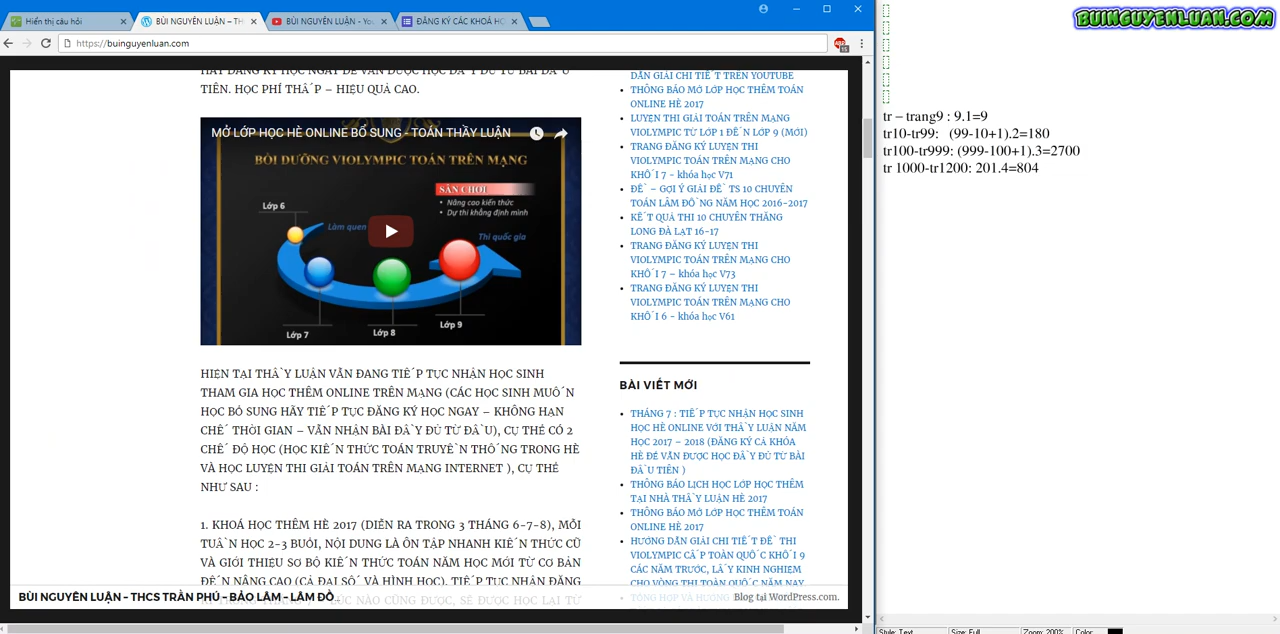 Hiển thị câu hỏi
BÙI NGUYÊN LUẬN – TH
BÙI NGUYÊN LUẬN - You
ĐĂNG KÝ CÁC KHOÁ HỌ
https://buinguyenluan.com
TIÊN. HỌC PHÍ THẤP – HIỆU QUẢ CAO.
MỞ LỚP HỌC HÈ ONLINE BỔ SUNG - TOÁN THẦY LUẬN
BỒI DƯỠNG VIOLYMPIC TOÁN TRÊN MẠNG
SÂN CHƠI
• Nâng cao kiến thức
• Dự thi khẳng định mình
Lớp 6
Làm quen
Thi quốc gia
Lớp 7
Lớp 8
Lớp 9
HIỆN TẠI THẦY LUẬN VẪN ĐANG TIẾP TỤC NHẬN HỌC SINH
THAM GIA HỌC THÊM ONLINE TRÊN MẠNG (CÁC HỌC SINH MUỐN
HỌC BỔ SUNG HÃY TIẾP TỤC ĐĂNG KÝ HỌC NGAY – KHÔNG HẠN
CHẾ THỜI GIAN – VẪN NHẬN BÀI ĐẦY ĐỦ TỪ ĐẦU), CỤ THỂ CÓ 2
CHẾ ĐỘ HỌC (HỌC KIẾN THỨC TOÁN TRUYỀN THỐNG TRONG HÈ
VÀ HỌC LUYỆN THI GIẢI TOÁN TRÊN MẠNG INTERNET ), CỤ THỂ
NHƯ SAU :
1. KHOÁ HỌC THÊM HÈ 2017 (DIỄN RA TRONG 3 THÁNG 6-7-8), MỖI
TUẦN HỌC 2-3 BUỔI, NỘI DUNG LÀ ÔN TẬP NHANH KIẾN THỨC CŨ
VÀ GIỚI THIỆU SƠ BỘ KIẾN THỨC TOÁN NĂM HỌC MỚI TỪ CƠ BẢN
ĐẾN NÂNG CAO (CẢ ĐẠI SỐ VÀ HÌNH HỌC). TIẾP TỤC NHẬN ĐĂNG
BÙI NGUYÊN LUẬN – THCS TRẦN PHÚ – BẢO LÂM – LÂM ĐỒ...
Blog tại WordPress.com.
DẪN GIẢI CHI TIẾT TRÊN YOUTUBE
• THÔNG BÁO MỞ LỚP HỌC THÊM TOÁN
ONLINE HÈ 2017
• LUYỆN THI GIẢI TOÁN TRÊN MẠNG
VIOLYMPIC TỪ LỚP 1 ĐẾN LỚP 9 (MỚI)
• TRANG ĐĂNG KÝ LUYỆN THI
VIOLYMPIC TOÁN TRÊN MẠNG CHO
KHỐI 7 - khóa học V71
• ĐỀ – GỢI Ý GIẢI ĐỀ TS 10 CHUYÊN
TOÁN LÂM ĐỒNG NĂM HỌC 2016-2017
• KẾT QUẢ THI 10 CHUYÊN THĂNG
LONG ĐÀ LẠT 16-17
• TRANG ĐĂNG KÝ LUYỆN THI
VIOLYMPIC TOÁN TRÊN MẠNG CHO
KHỐI 7 – khóa học V73
• TRANG ĐĂNG KÝ LUYỆN THI
VIOLYMPIC TOÁN TRÊN MẠNG CHO
KHỐI 6 - khóa học V61
BÀI VIẾT MỚI
• THÁNG 7 : TIẾP TỤC NHẬN HỌC SINH
HỌC HÈ ONLINE VỚI THẦY LUẬN NĂM
HỌC 2017 – 2018 (ĐĂNG KÝ CẢ KHÓA
HÈ ĐỂ VẪN ĐƯỢC HỌC ĐẦY ĐỦ TỪ BÀI
ĐẦU TIÊN )
• THÔNG BÁO LỊCH HỌC LỚP HỌC THÊM
TẠI NHÀ THẦY LUẬN HÈ 2017
• THÔNG BÁO MỞ LỚP HỌC THÊM TOÁN
ONLINE HÈ 2017
• HƯỚNG DẪN GIẢI CHI TIẾT ĐỀ THI
VIOLYMPIC CẤP TOÀN QUỐC KHỐI 9
CÁC NĂM TRƯỚC, LẤY KINH NGHIỆM
CHO VÒNG THI TOÀN QUỐC NĂM NAY
BUINGUYENLUAN.COM
tr – trang9 : 9.1=9
tr10-tr99: (99-10+1).2=180
tr100-tr999: (999-100+1).3=2700
tr 1000-tr1200: 201.4=804
Style: Text
Size: Full
Zoom: 200%
Color: